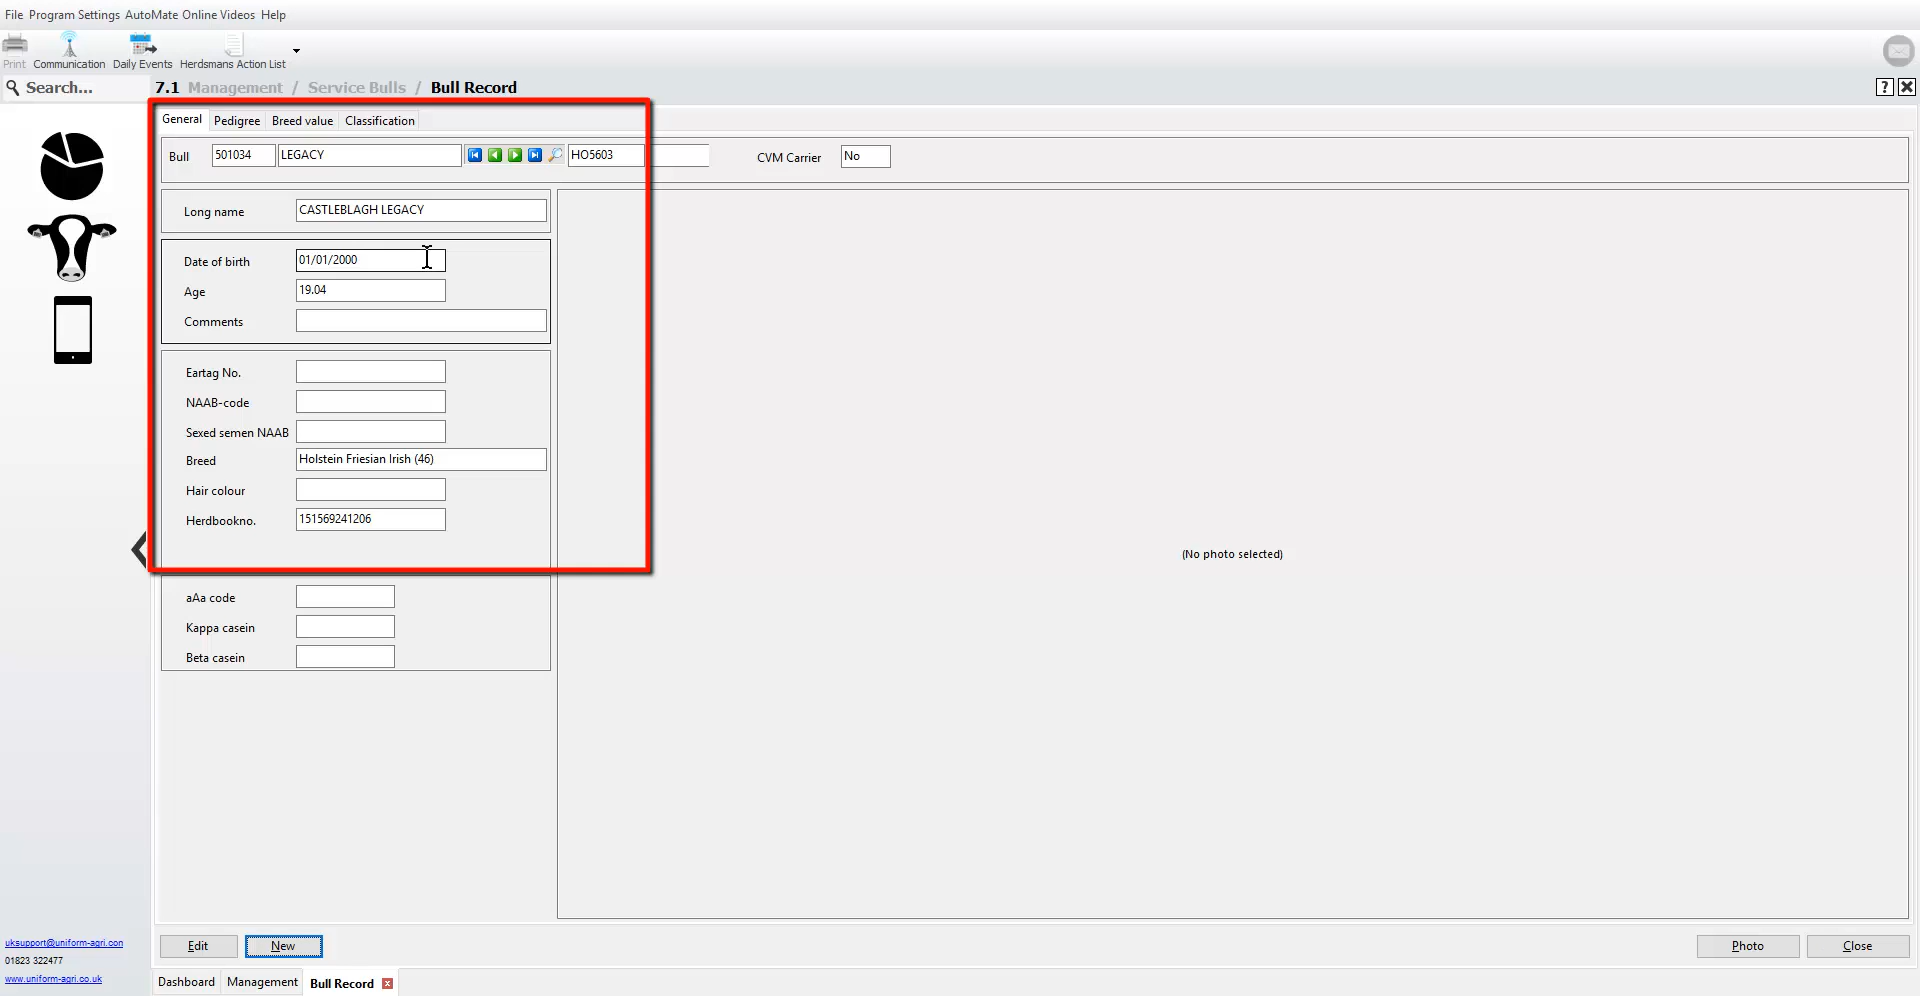 File Program Settings AutoMate Online Videos Help
Print Communication Daily Events Herdsmans Action List
Search... 7.1 Management / Service Bulls / Bull Record ?
General Pedigree Breed value Classification
Bull 501034 LEGACY HO5603 CVM Carrier No
Long name CASTLEBLAGH LEGACY
Date of birth 01/01/2000
Age 19.04
Comments
Eartag No.
NAAB-code
Sexed semen NAAB
Breed Holstein Friesian Irish (46)
Hair colour
Herdbookno. 151569241206
(No photo selected)
aAa code
Kappa casein
Beta casein
Edit New Photo Close
uksupport@uniform-agri.con
01823 322477
www.uniform-agri.co.uk
Dashboard Management Bull Record